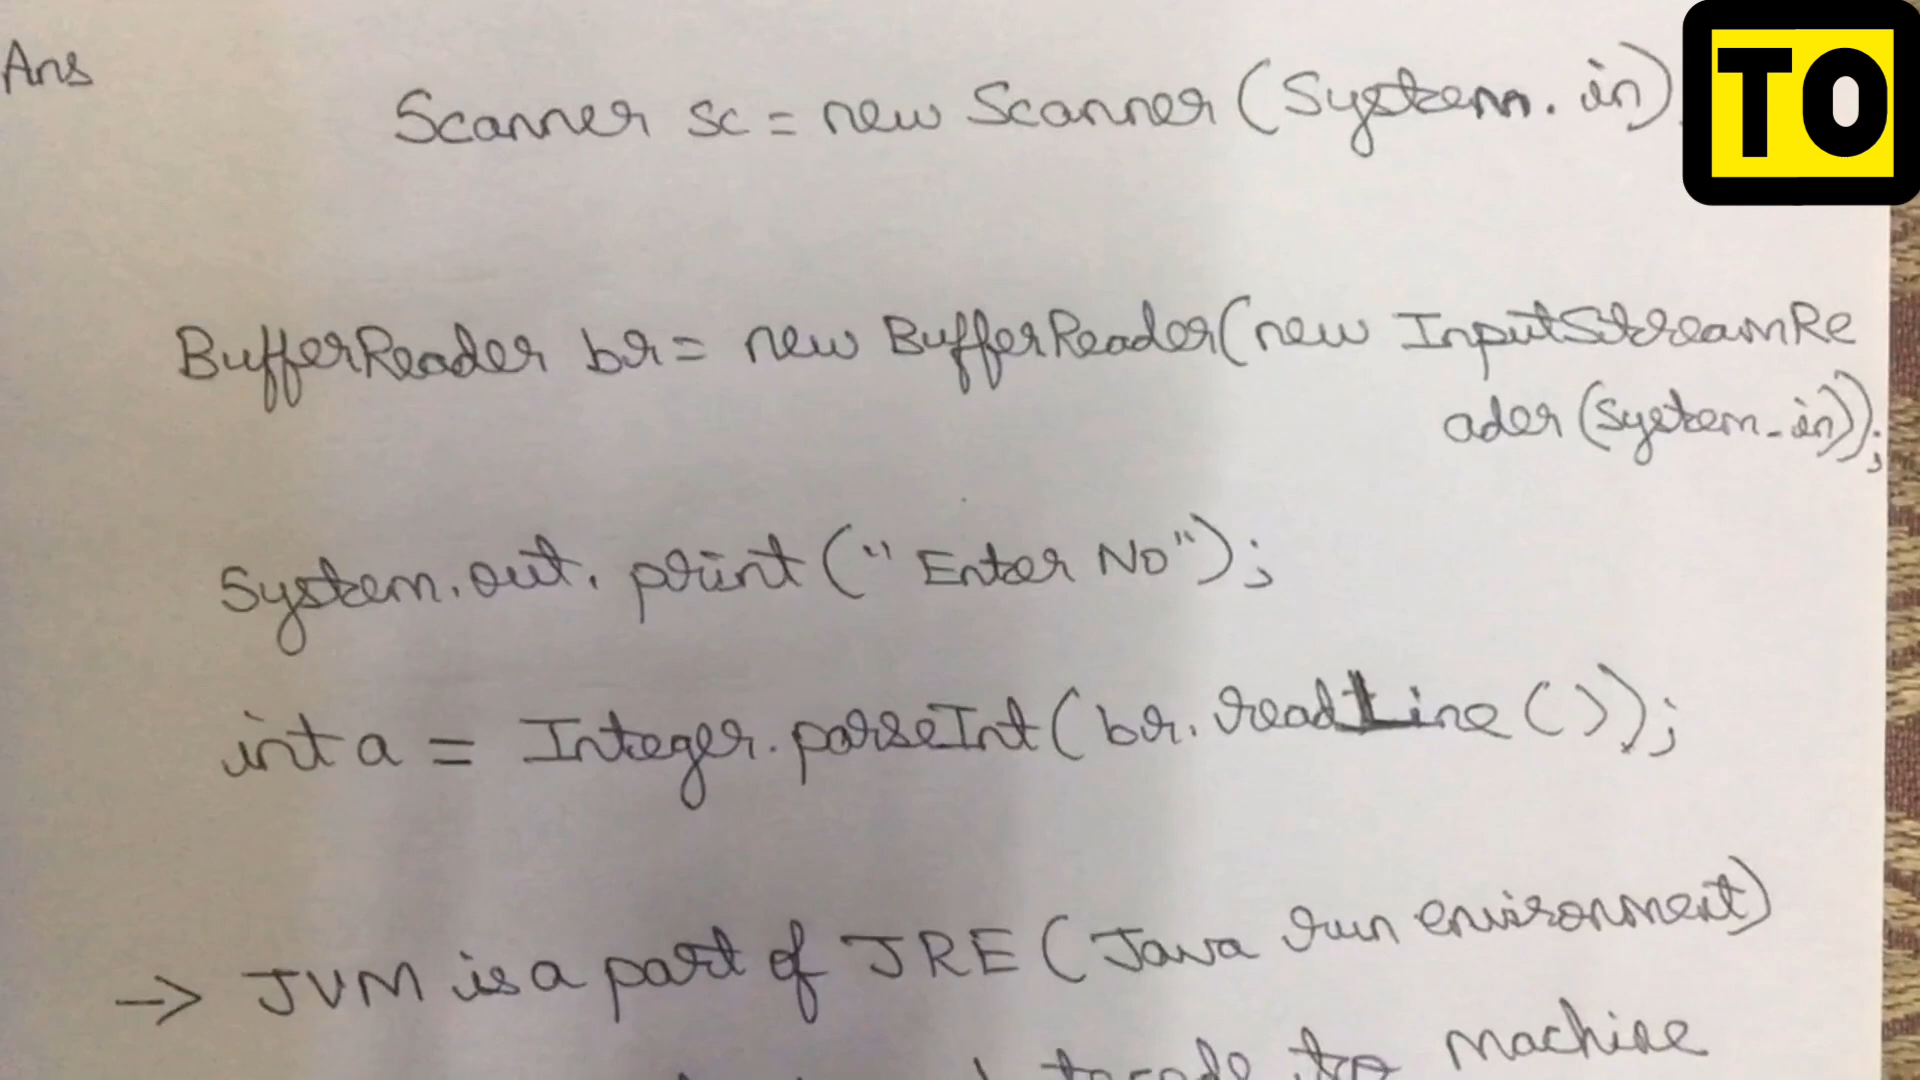 Ans
Scanner sc = new Scanner (System. in)
TO
BufferReader br = new BufferReader(new InputStreamRe
ader (System.in));
System.out. print (" Enter No");
int a = Integer. parseInt ( br. readLine ( ));
-> JVM is a part of JRE ( Java run environment)
to machine